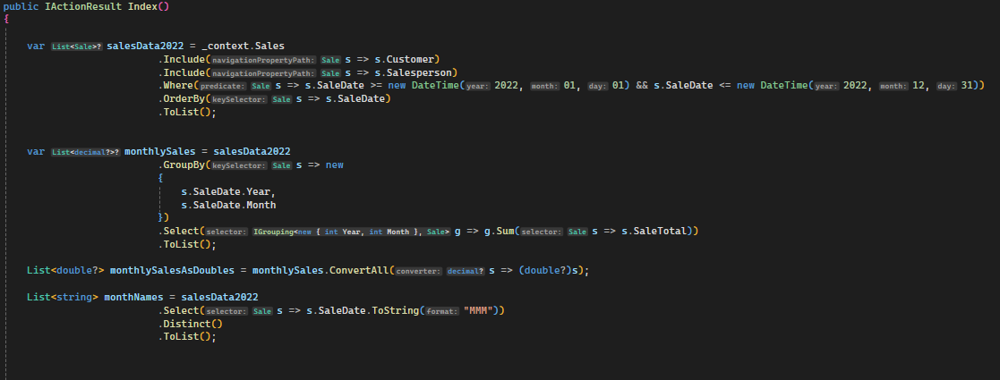 public IActionResult Index()
{
var List<Sale>? salesData2022 = _context.Sales
.Include(navigationPropertyPath: Sale s => s.Customer)
.Include(navigationPropertyPath: Sale s => s.Salesperson)
.Where(predicate: Sale s => s.SaleDate >= new DateTime(year: 2022, month: 01, day: 01) && s.SaleDate <= new DateTime(year: 2022, month: 12, day: 31))
.OrderBy(keySelector: Sale s => s.SaleDate)
.ToList();
var List<decimal?>? monthlySales = salesData2022
.GroupBy(keySelector: Sale s => new
{
s.SaleDate.Year,
s.SaleDate.Month
})
.Select(selector: IGrouping<new { int Year, int Month }, Sale> g => g.Sum(selector: Sale s => s.SaleTotal))
.ToList();
List<double?> monthlySalesAsDoubles = monthlySales.ConvertAll(converter: decimal? s => (double?)s);
List<string> monthNames = salesData2022
.Select(selector: Sale s => s.SaleDate.ToString(format: "MMM"))
.Distinct()
.ToList();